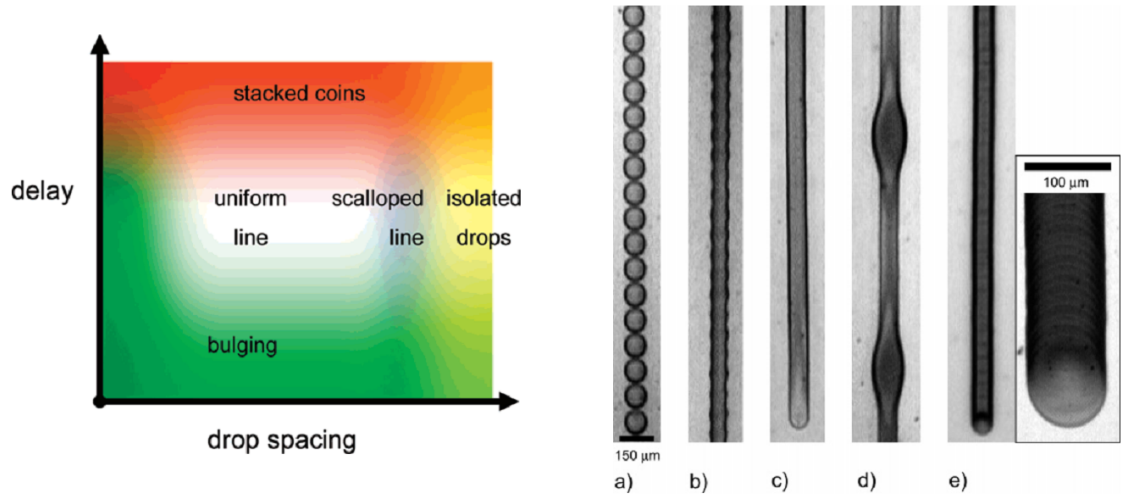 stacked coins
delay
uniform scalloped isolated
line line drops
bulging
drop spacing
100 µm
150 µm
a) b) c) d) e)